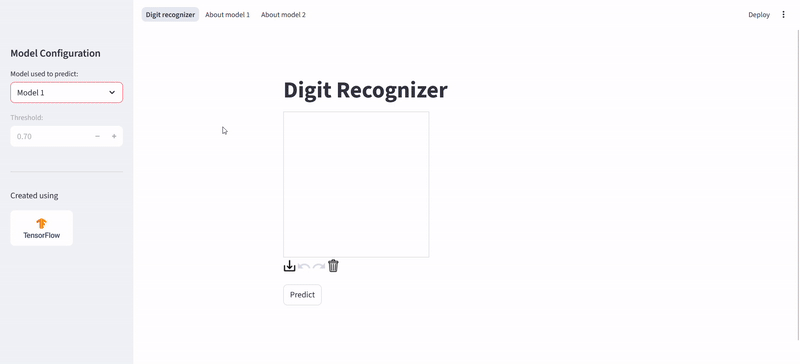 Digit recognizer
About model 1
About model 2
Deploy
Model Configuration
Model used to predict:
Model 1
Threshold:
0.70
Created using
TensorFlow
Digit Recognizer
Predict